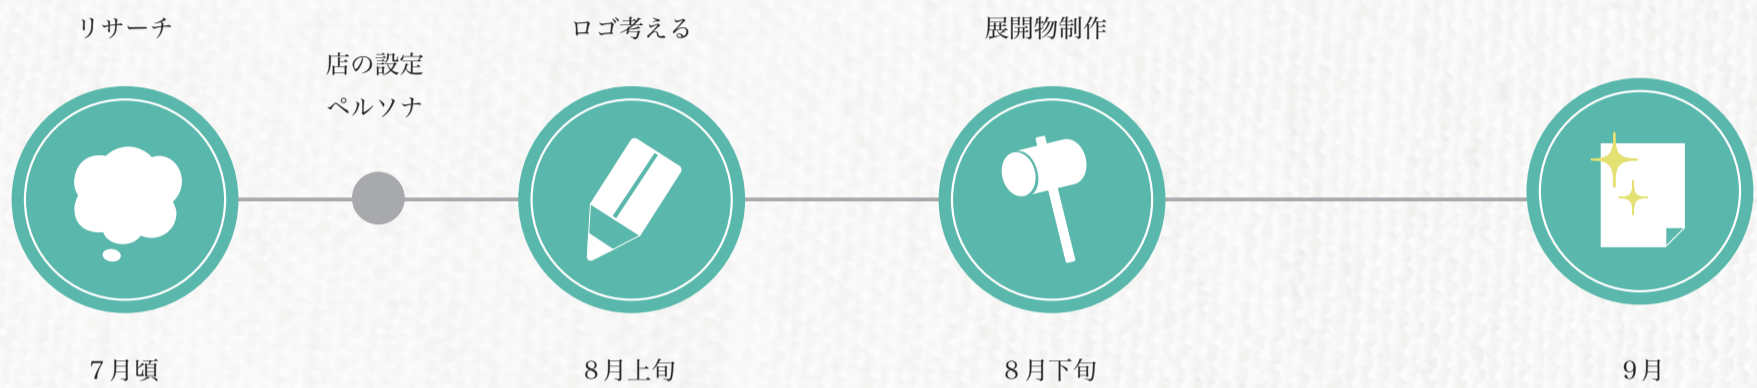 リサーチ
店の設定
ペルソナ
ロゴ考える
展開物制作
７月頃
８月上旬
８月下旬
９月